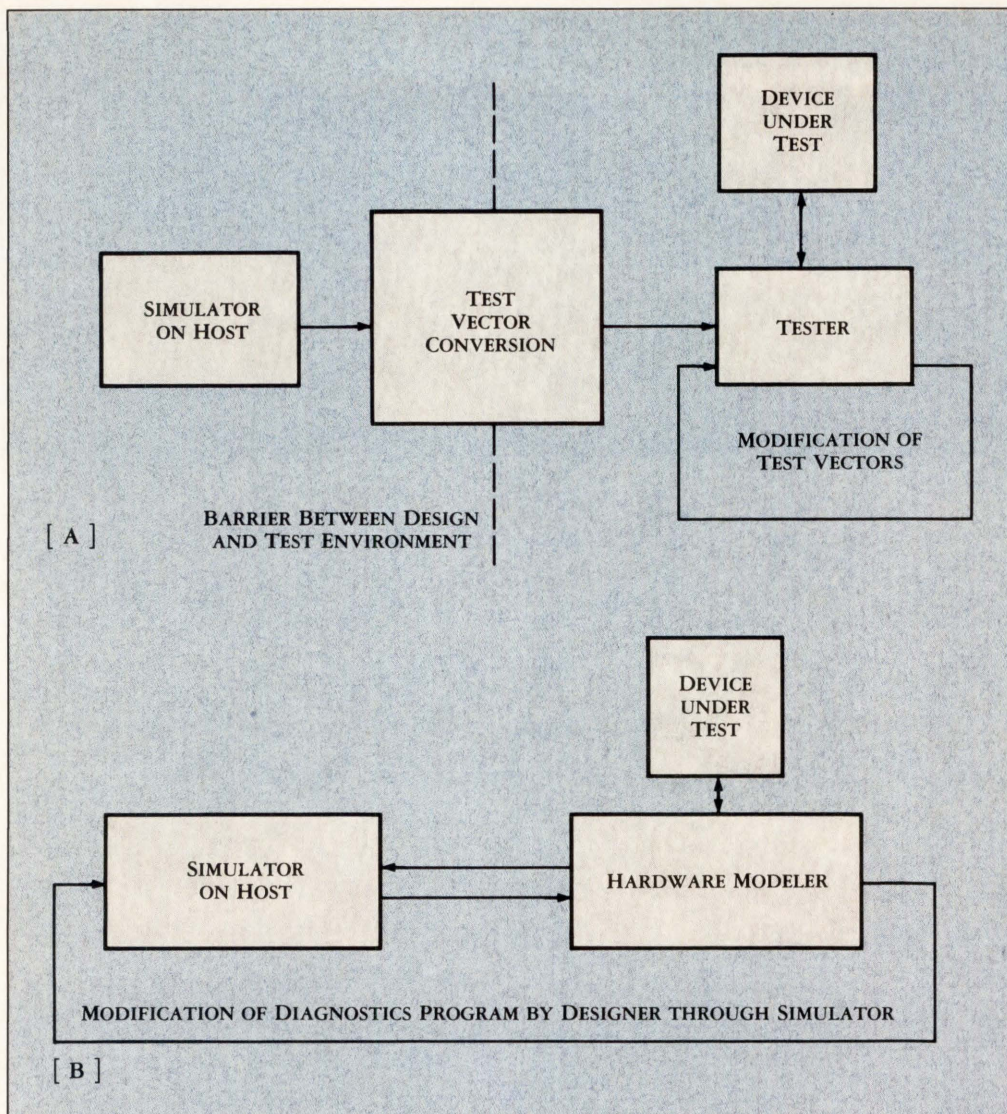 DEVICE
UNDER
TEST
SIMULATOR
ON HOST
TEST
VECTOR
CONVERSION
TESTER
MODIFICATION OF
TEST VECTORS
[ A ]
BARRIER BETWEEN DESIGN
AND TEST ENVIRONMENT
DEVICE
UNDER
TEST
SIMULATOR
ON HOST
HARDWARE MODELER
MODIFICATION OF DIAGNOSTICS PROGRAM BY DESIGNER THROUGH SIMULATOR
[ B ]